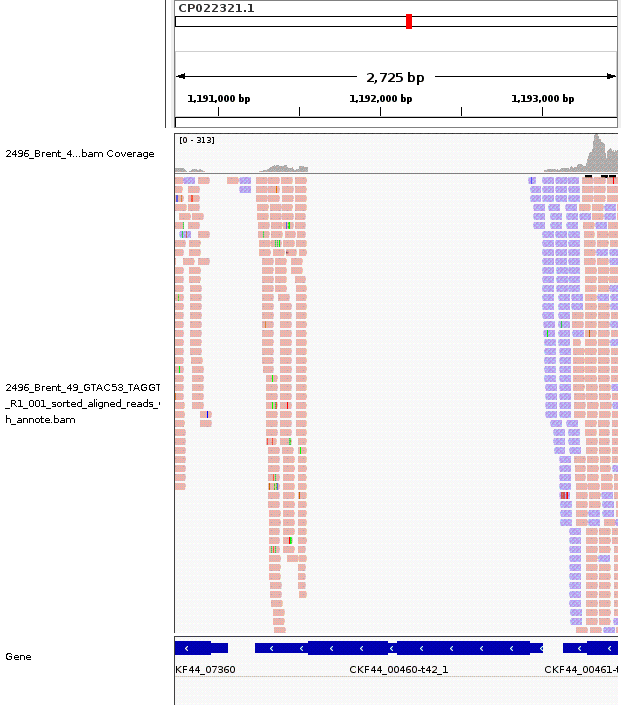 CP022321.1
2,725 bp
1,191,000 bp 1,192,000 bp 1,193,000 bp
[0 - 313]
2496_Brent_4...bam Coverage
2496_Brent_49_GTAC53_TAGGT
_R1_001_sorted_aligned_reads_
h_annote.bam
Gene
KF44_07360 CKF44_00460-t42_1 CKF44_00461-t